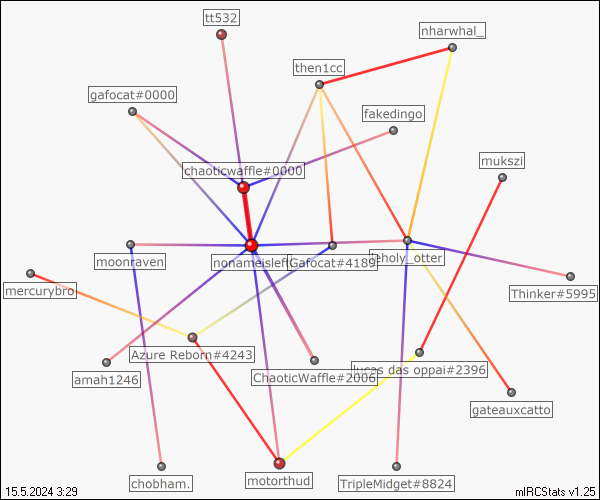 tt532
nharwhal_
then1cc
gafocat#0000
fakedingo
mukszi
chaoticwaffle#0000
moonraven
nonameisleft
Gafocat#4189
leholy_otter
mercurybro
Thinker#5995
Azure Reborn#4243
amah1246
ChaoticWaffle#2006
lucas das oppai#2396
gateauxcatto
motorthud
chobham.
TripleMidget#8824
15.5.2024 3:29
mIRCStats v1.25